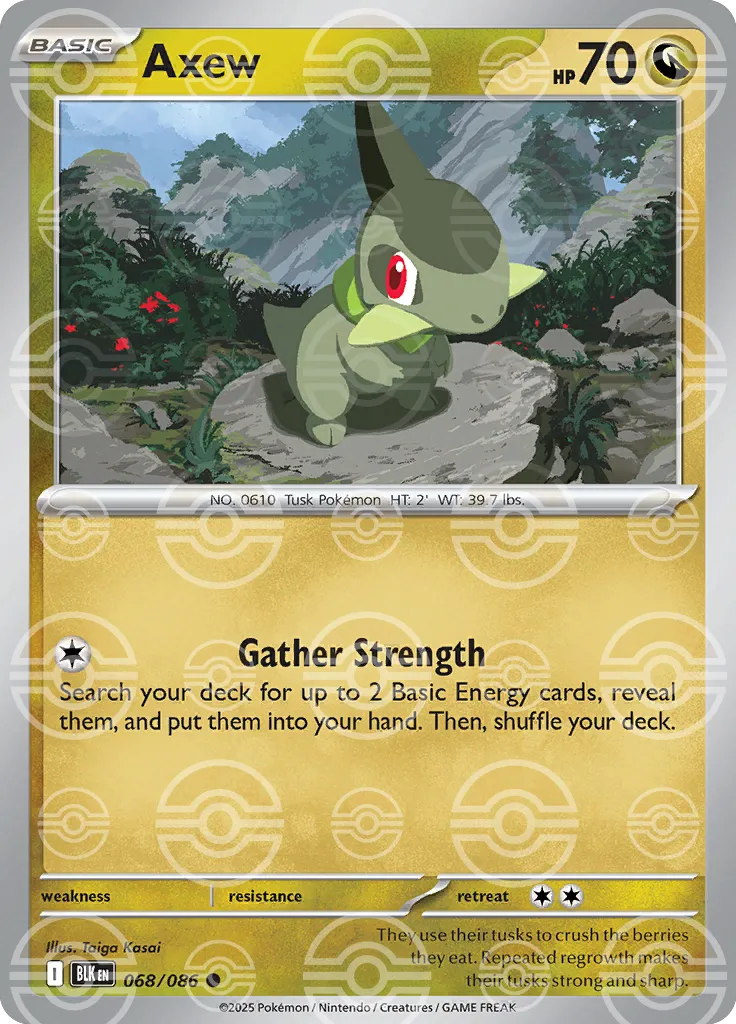 BASIC
Axew
HP 70
NO. 0610 Tusk Pokémon HT: 2' WT: 39.7 lbs.
Gather Strength
Search your deck for up to 2 Basic Energy cards, reveal
them, and put them into your hand. Then, shuffle your deck.
weakness
resistance
retreat
Illus. Taiga Kasai
They use their tusks to crush the berries
they eat. Repeated regrowth makes
their tusks strong and sharp.
I BLK EN 068/086
©2025 Pokémon / Nintendo / Creatures / GAME FREAK